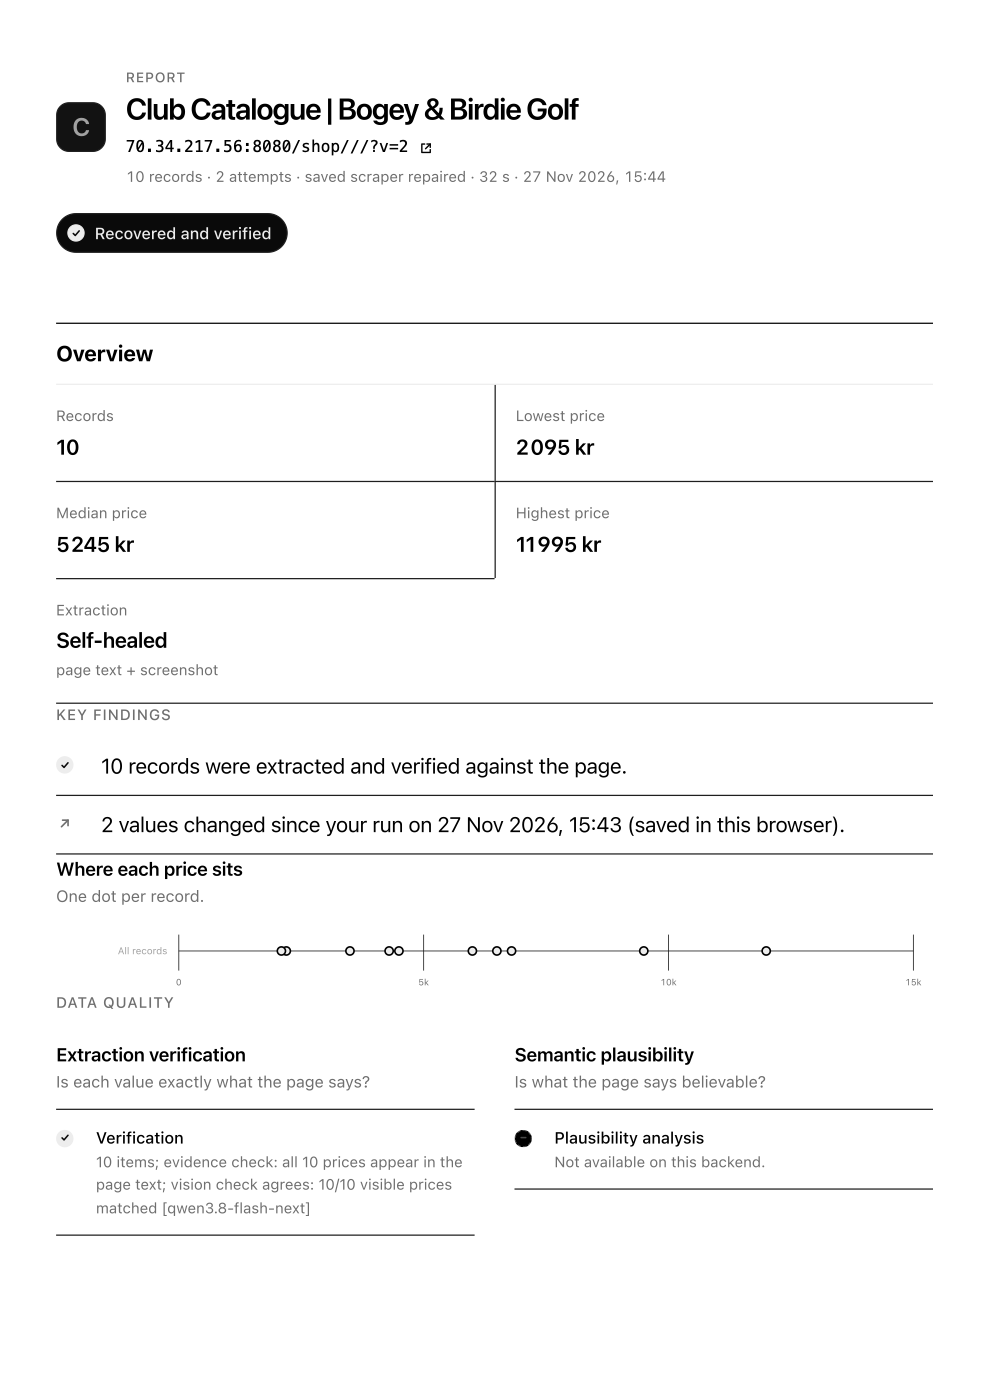 REPORT
C
Club Catalogue | Bogey & Birdie Golf
70.34.217.56:8080/shop///?v=2
10 records · 2 attempts · saved scraper repaired · 32 s · 27 Nov 2026, 15:44
Recovered and verified
Overview
Records
10
Lowest price
2 095 kr
Median price
5 245 kr
Highest price
11 995 kr
Extraction
Self-healed
page text + screenshot
KEY FINDINGS
10 records were extracted and verified against the page.
2 values changed since your run on 27 Nov 2026, 15:43 (saved in this browser).
Where each price sits
One dot per record.
All records
0 5k 10k 15k
DATA QUALITY
Extraction verification
Is each value exactly what the page says?
Verification
10 items; evidence check: all 10 prices appear in the
page text; vision check agrees: 10/10 visible prices
matched [qwen3.8-flash-next]
Semantic plausibility
Is what the page says believable?
Plausibility analysis
Not available on this backend.